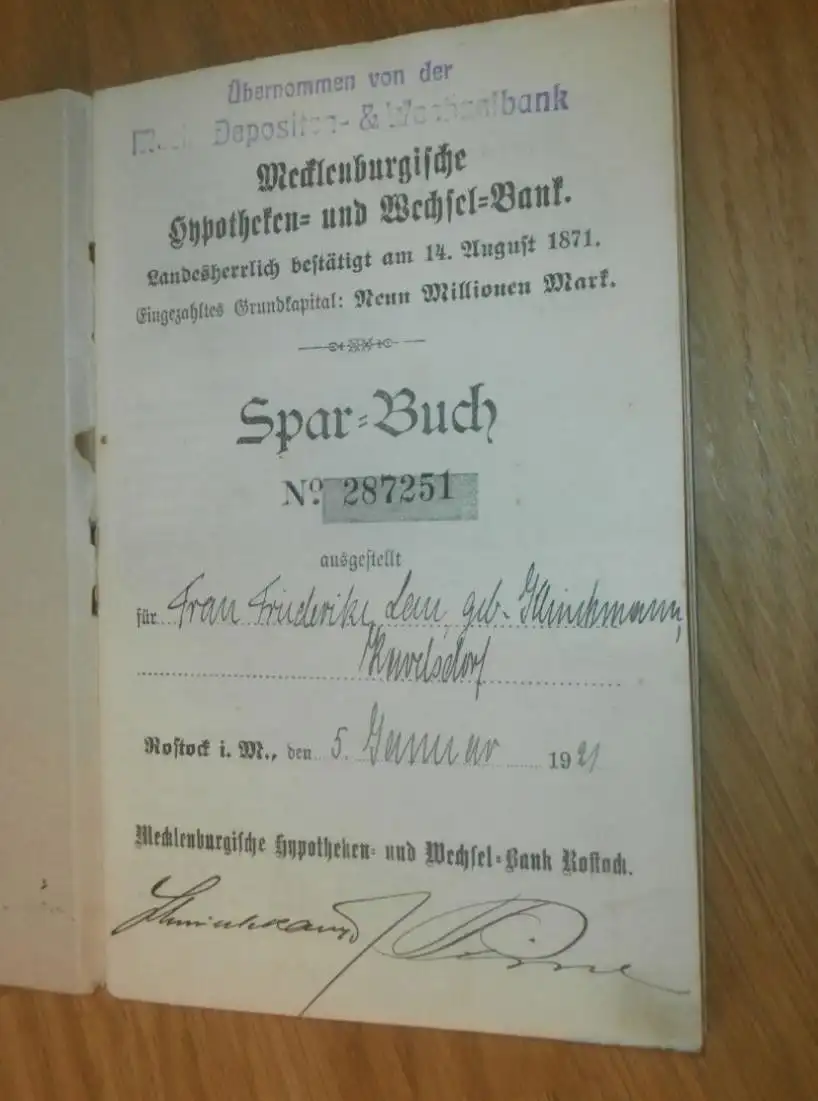 Übernommen von der
Meckl. Depositen- & Wechselbank
Mecklenburgische
Hypotheken- und Wechsel-Bank.
Landesherrlich bestätigt am 14. August 1871.
Eingezahltes Grundkapital: Neun Millionen Mark.
Spar-Buch
No. 287251
ausgestellt
für Frau Friederike geb.
Rostock i. M., den 5. Januar 1921
Mecklenburgische Hypotheken- und Wechsel-Bank Rostock.